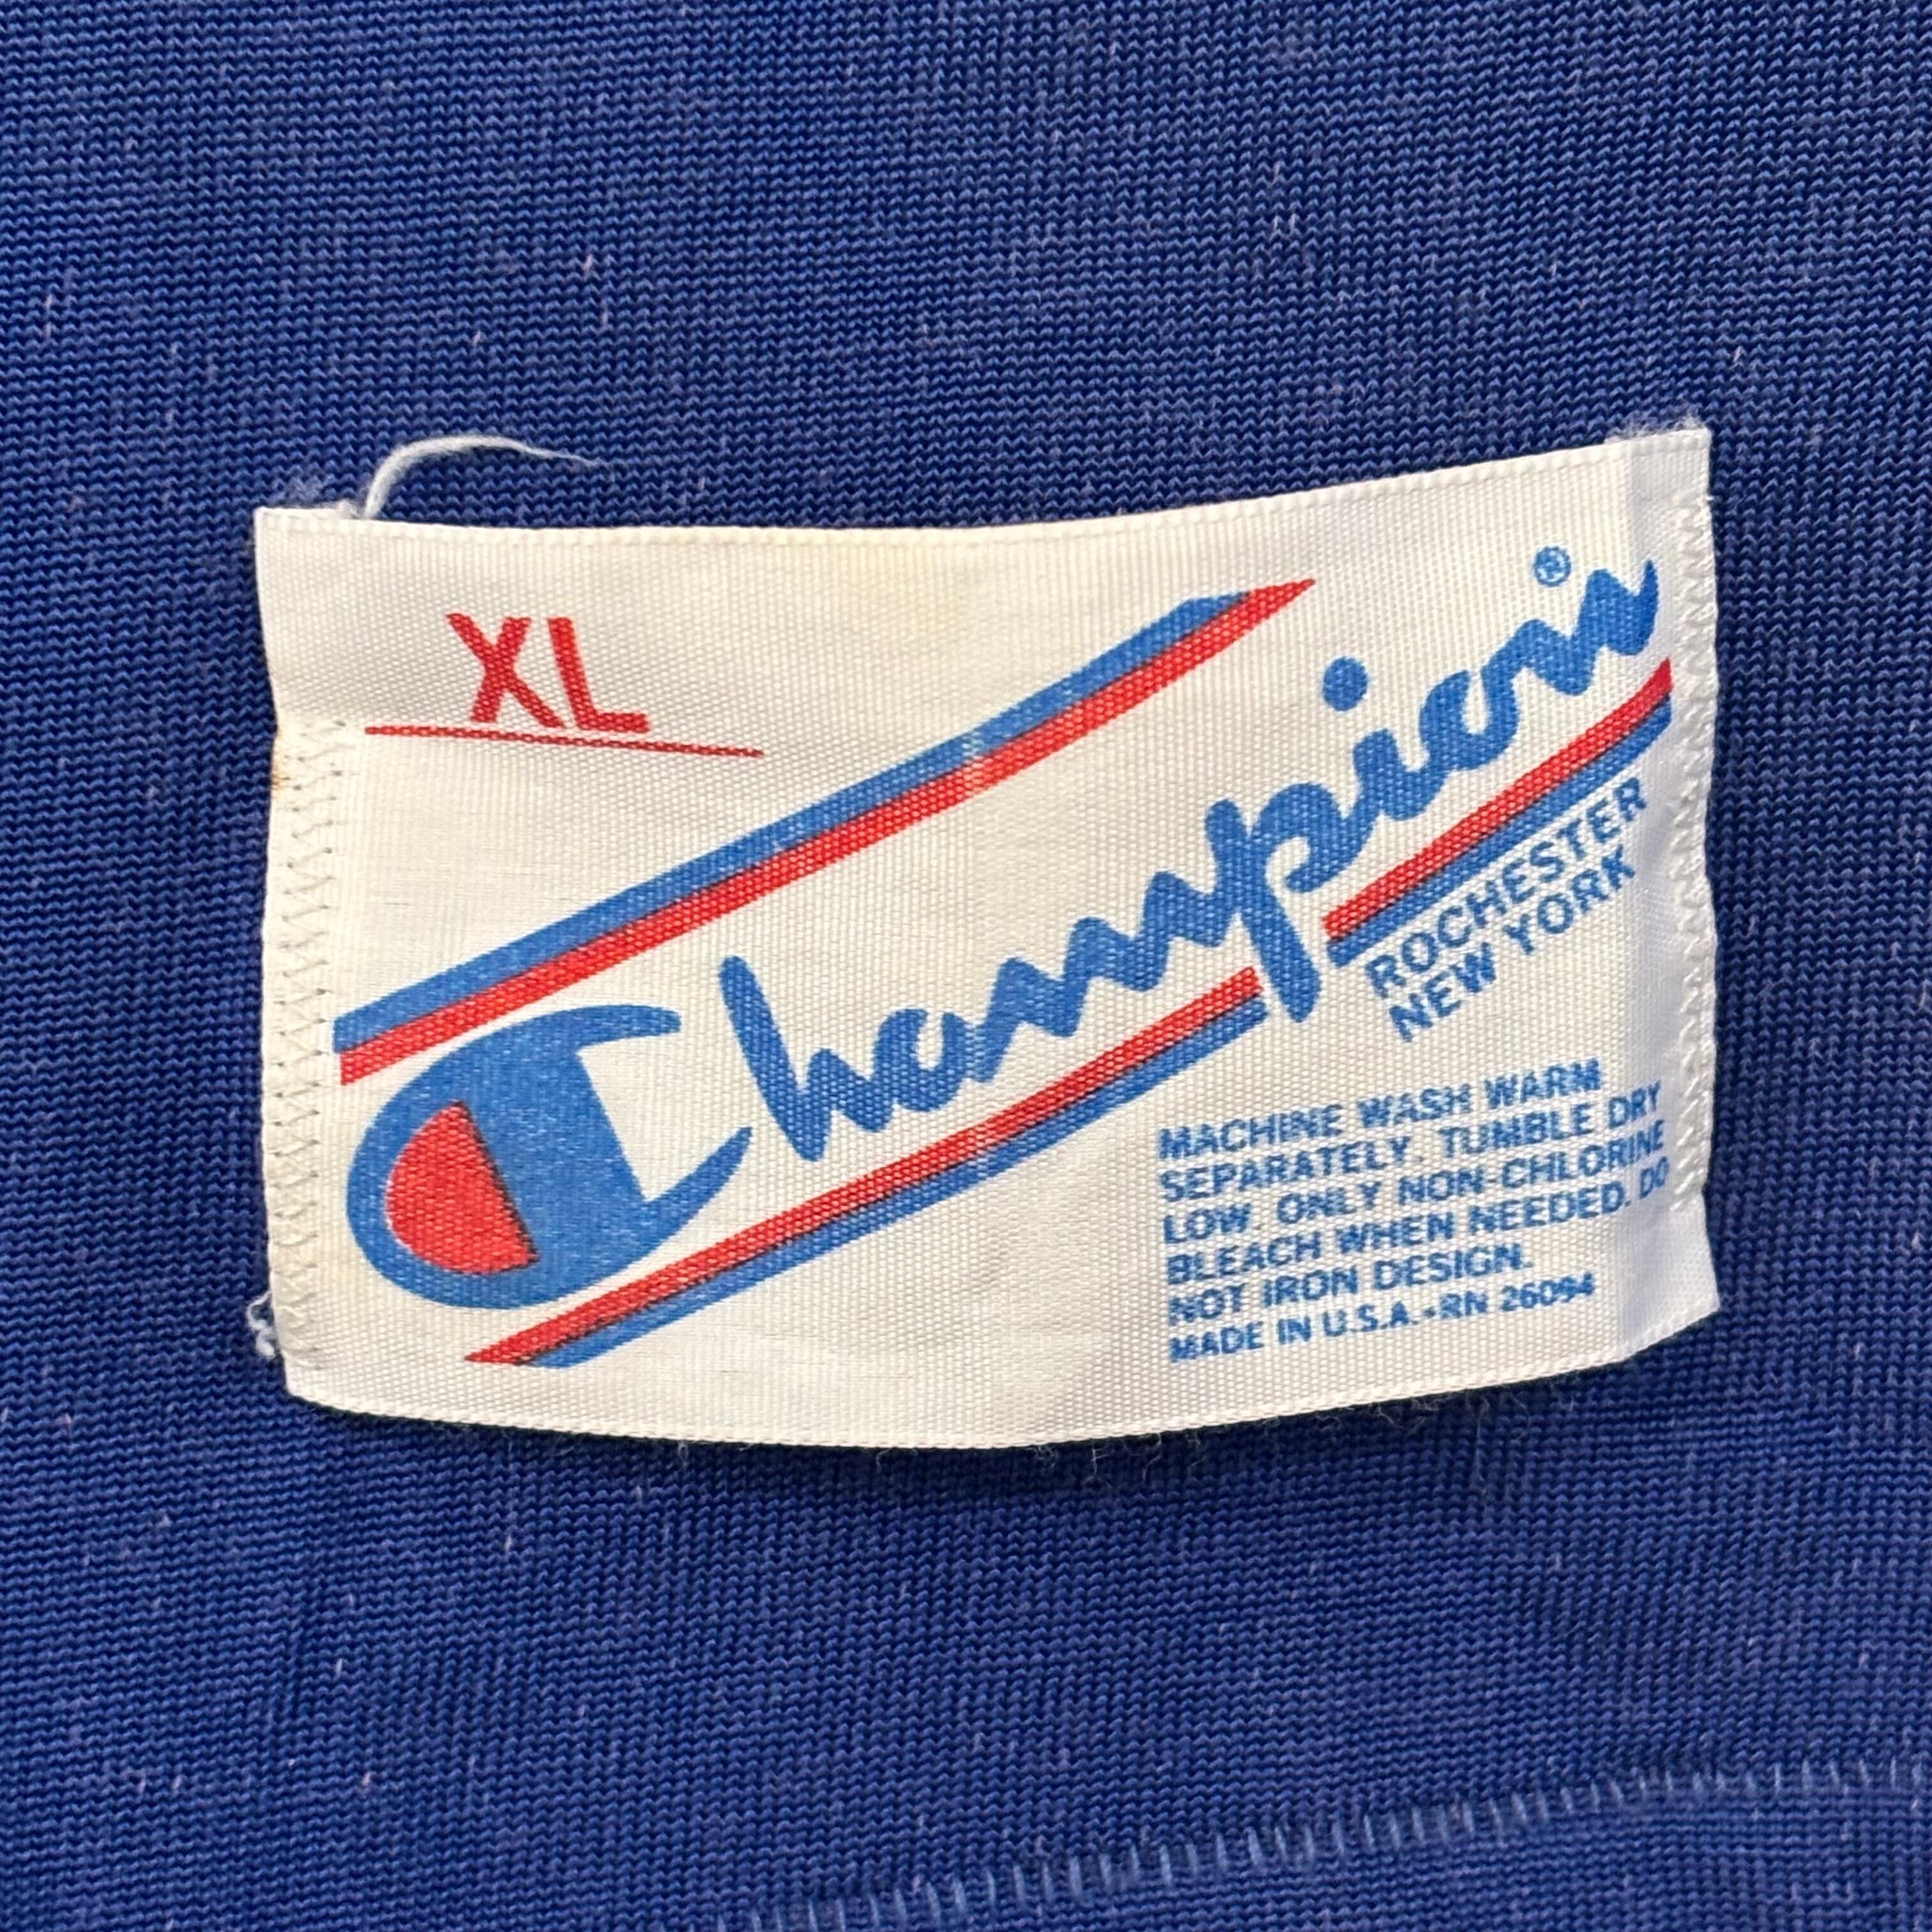 XL
Champion®
ROCHESTER
NEW YORK
MACHINE WASH WARM
SEPARATELY. TUMBLE DRY
LOW. ONLY NON-CHLORINE
BLEACH WHEN NEEDED. DO
NOT IRON DESIGN.
MADE IN U.S.A.-RN 26094